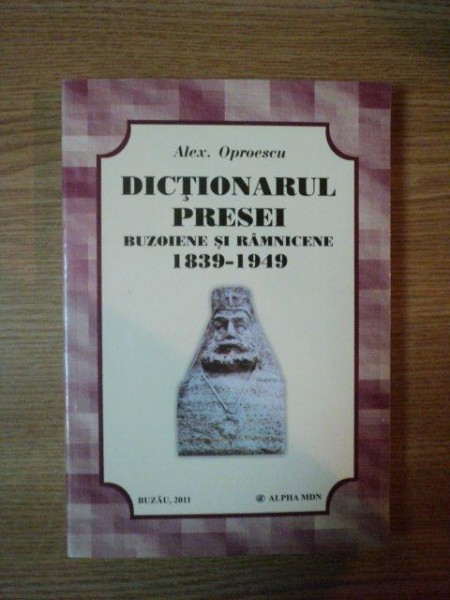 Alex. Oproescu
DICŢIONARUL
PRESEI
BUZOIENE ŞI RÂMNICENE
1839-1949
BUZĂU, 2011
ALPHA MDN